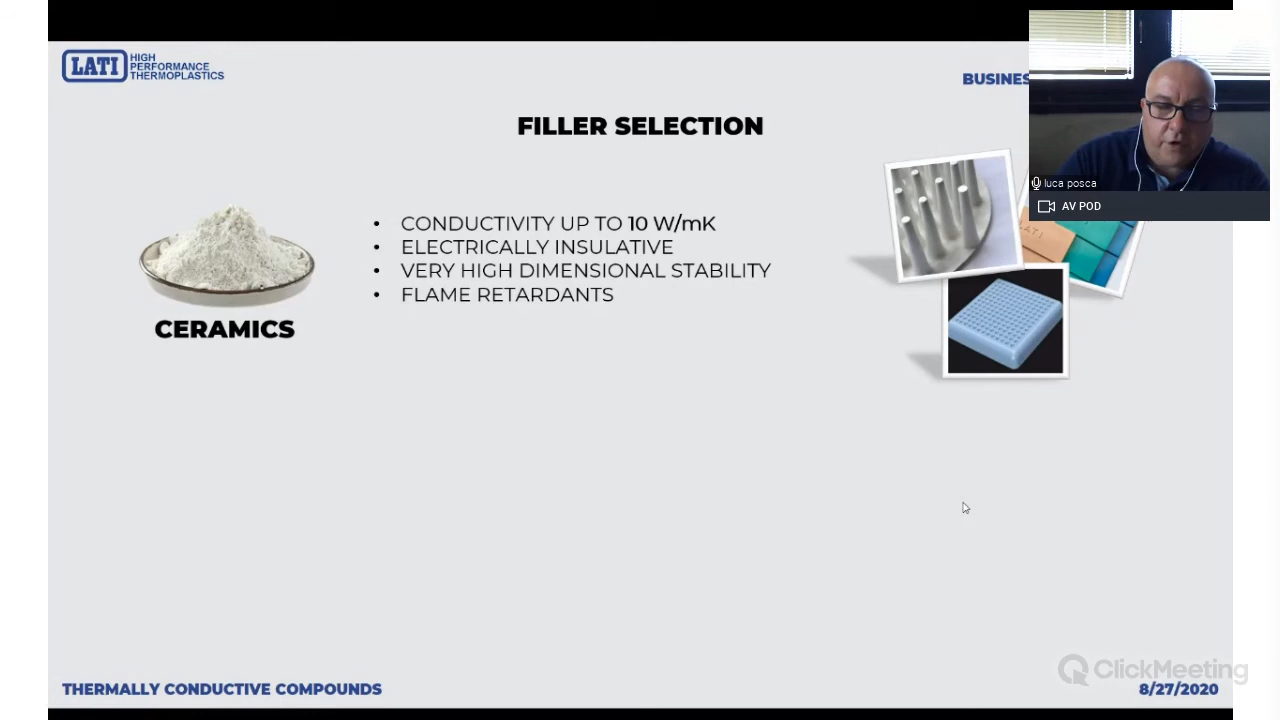 LATI
HIGH
PERFORMANCE
THERMOPLASTICS
BUSINES
FILLER SELECTION
luca posca
AV POD
• CONDUCTIVITY UP TO 10 W/mK
• ELECTRICALLY INSULATIVE
• VERY HIGH DIMENSIONAL STABILITY
• FLAME RETARDANTS
LATI
CERAMICS
ClickMeeting
THERMALLY CONDUCTIVE COMPOUNDS
8/27/2020